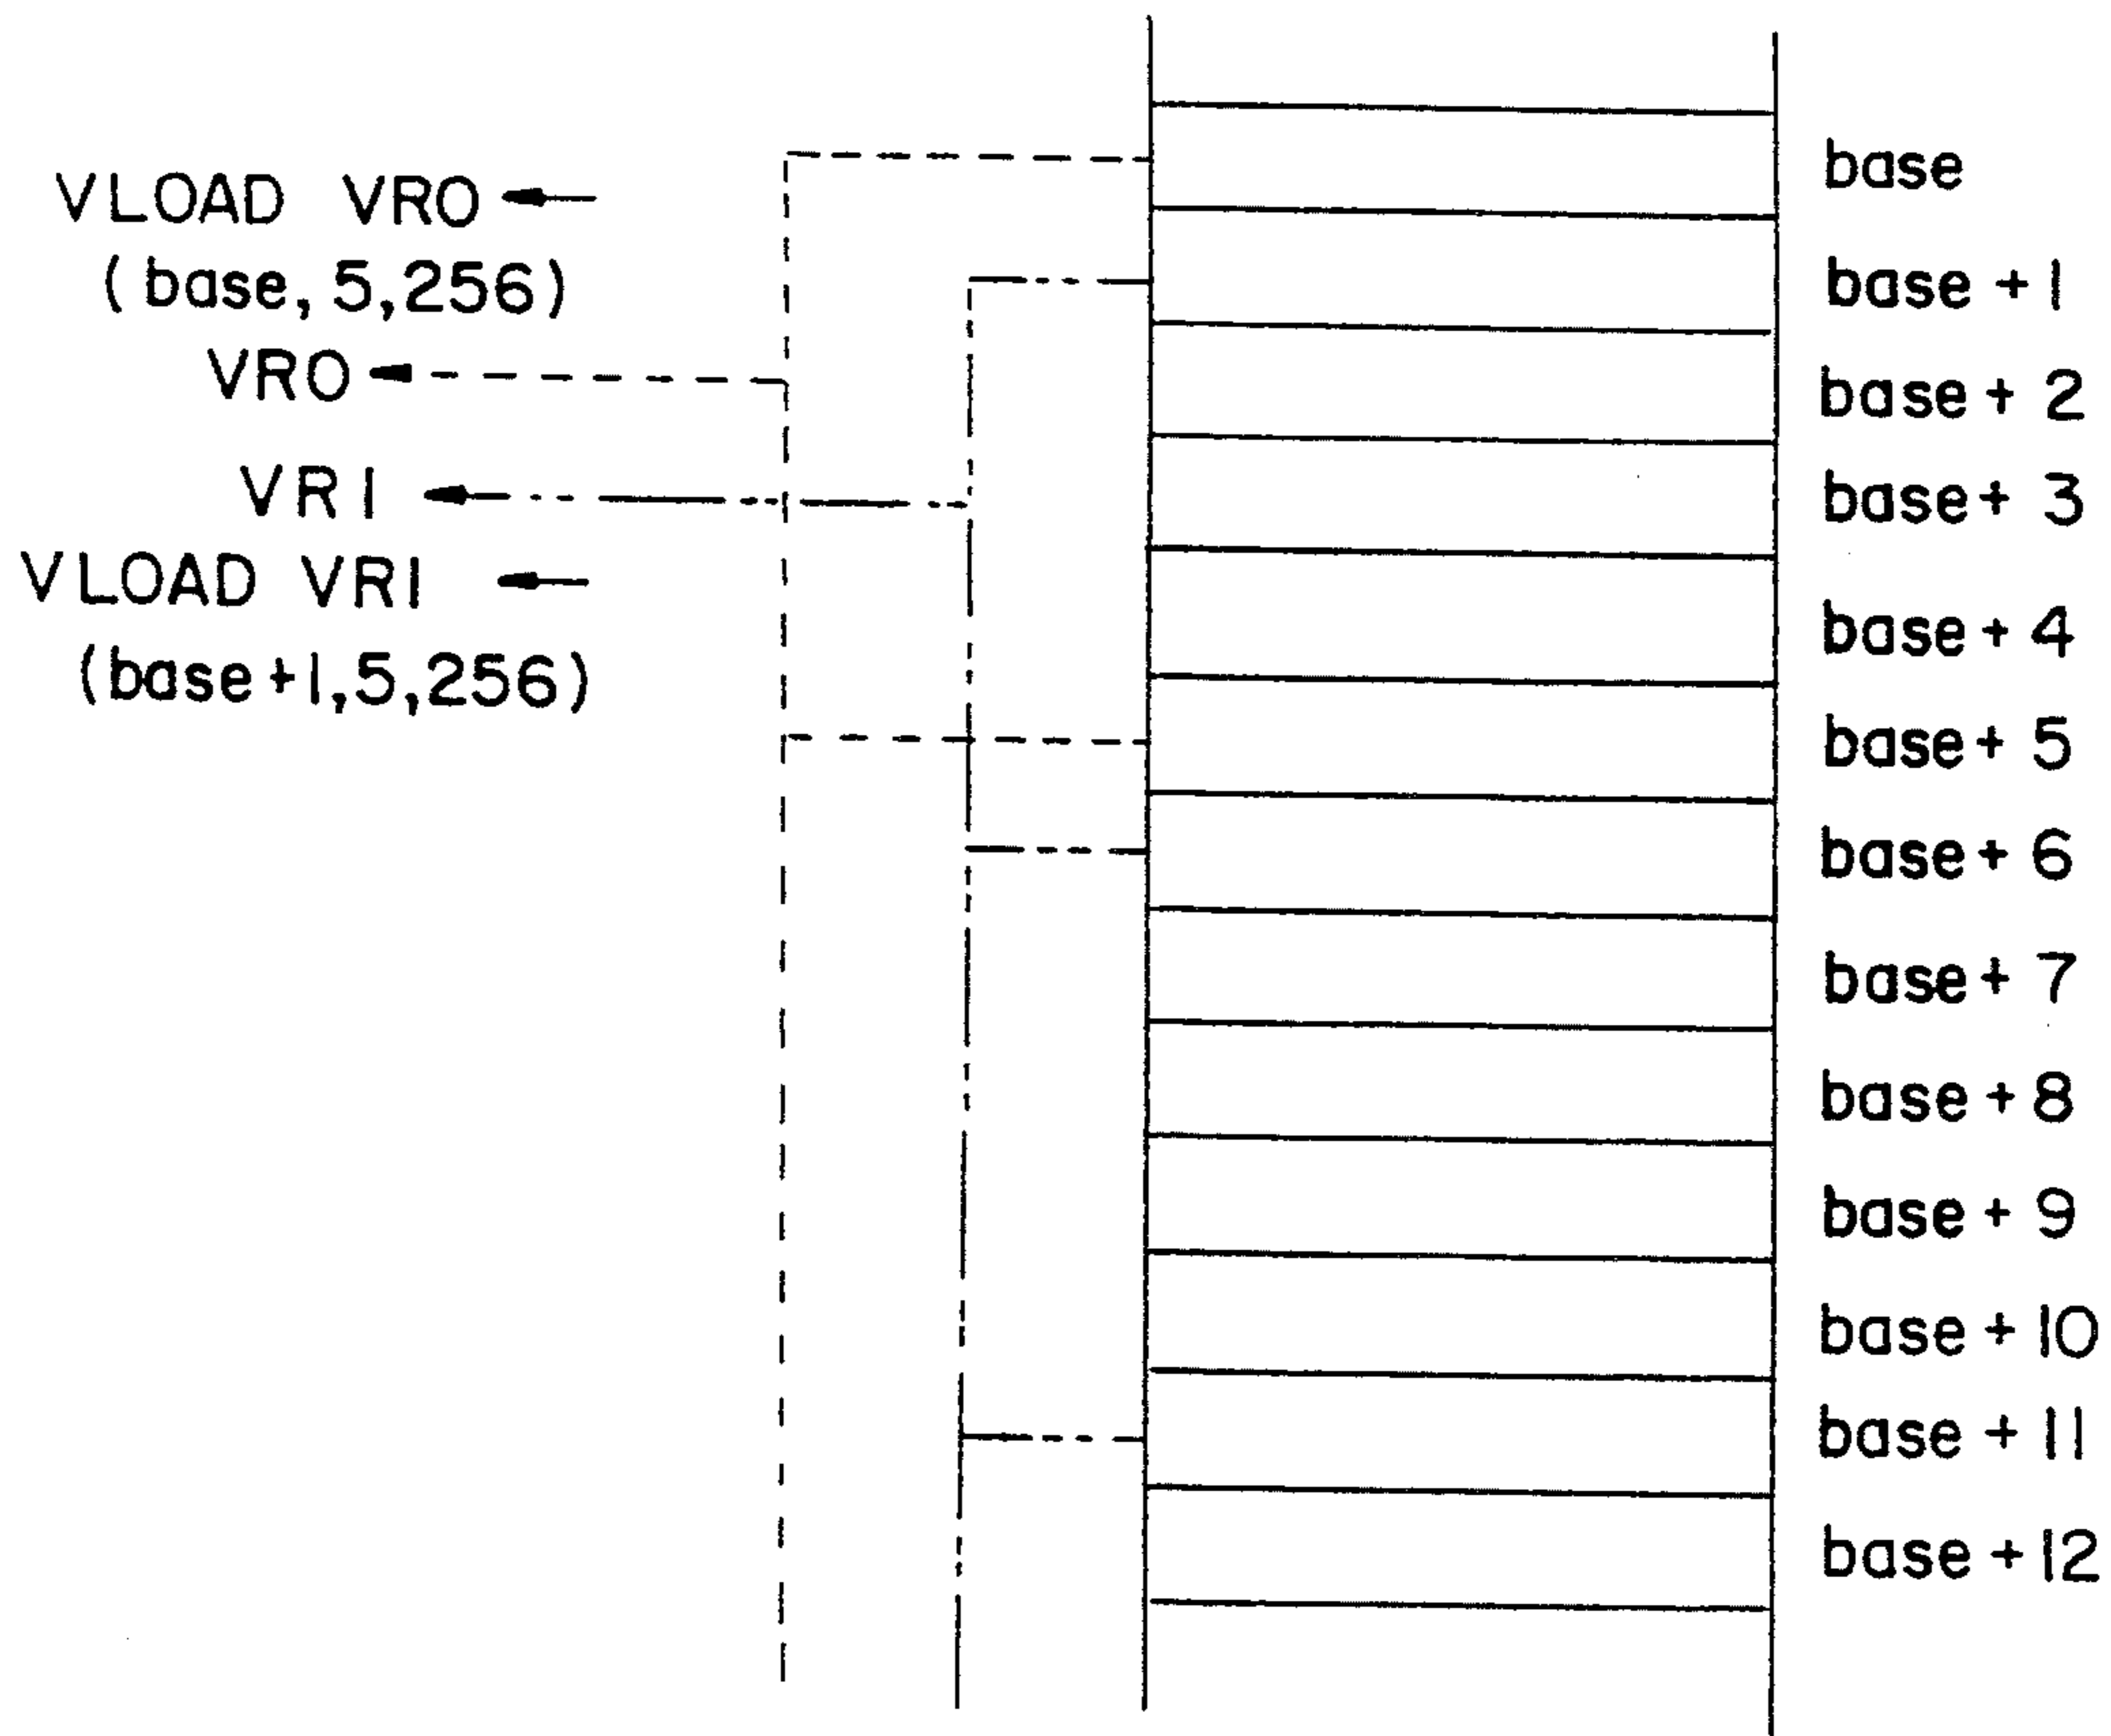 VLOAD VR0
(base, 5,256)
VR0
VR1
VLOAD VR1
(base+1,5,256)
base
base+1
base+ 2
base+ 3
base+ 4
base+ 5
base+ 6
base+ 7
base+ 8
base+ 9
base+10
base+11
base+12